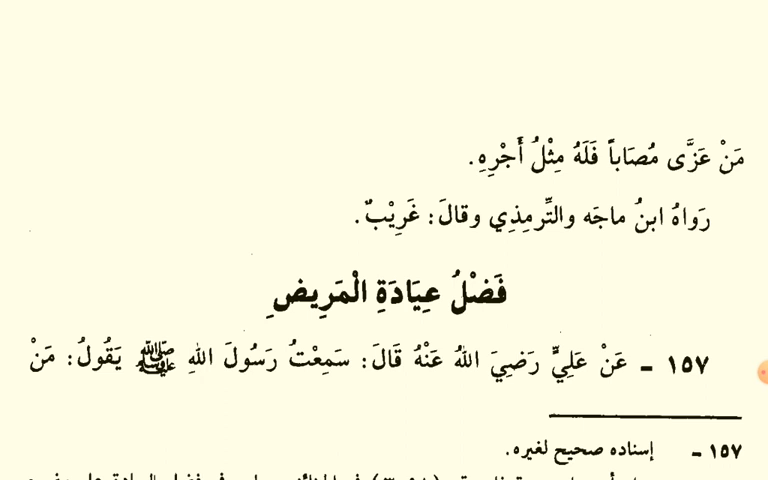 مَنْ عَزَّى مُصَاباً فَلَهُ مِثْلُ أَجْرِهِ.
رَوَاهُ ابنُ ماجَه والتِّرمِذِي وقالَ: غَرِيْبٌ.
فَضْلُ عِيَادَةِ الْمَرِيضِ
١٥٧ - عَنْ عَلِيٍّ رَضِيَ اللهُ عَنْهُ قَالَ: سَمِعْتُ رَسُولَ اللهِ ﷺ يَقُولُ: مَنْ
١٥٧ - إسناده صحيح لغيره.